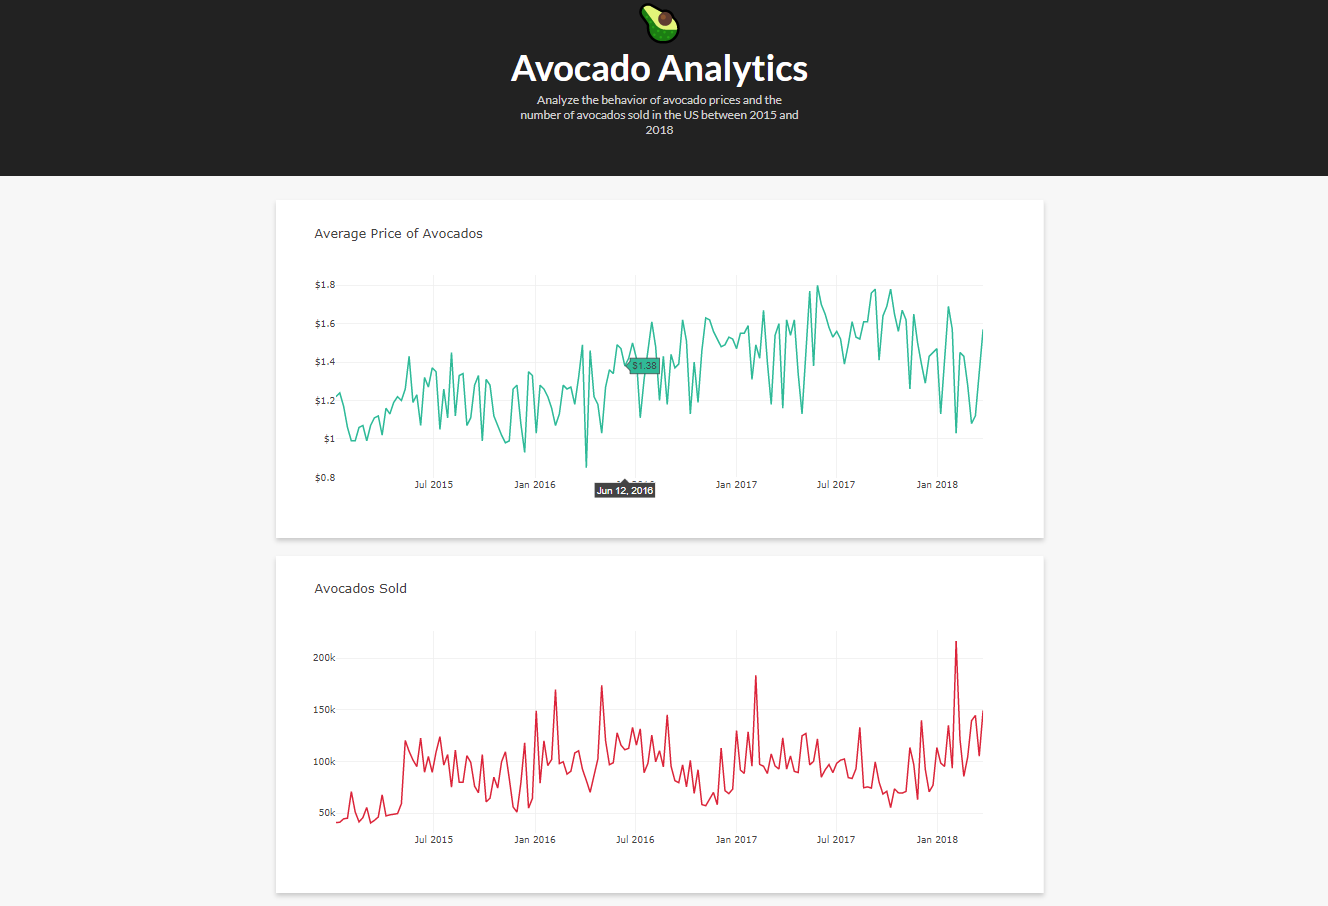 Avocado Analytics
Analyze the behavior of avocado prices and the
number of avocados sold in the US between 2015 and
2018
Average Price of Avocados
$1.8
$1.6
$1.4
$1.2
$1
$0.8
$1.38
Jul 2015
Jan 2016
Jun 12, 2016
Jan 2017
Jul 2017
Jan 2018
Avocados Sold
200k
150k
100k
50k
Jul 2015
Jan 2016
Jul 2016
Jan 2017
Jul 2017
Jan 2018